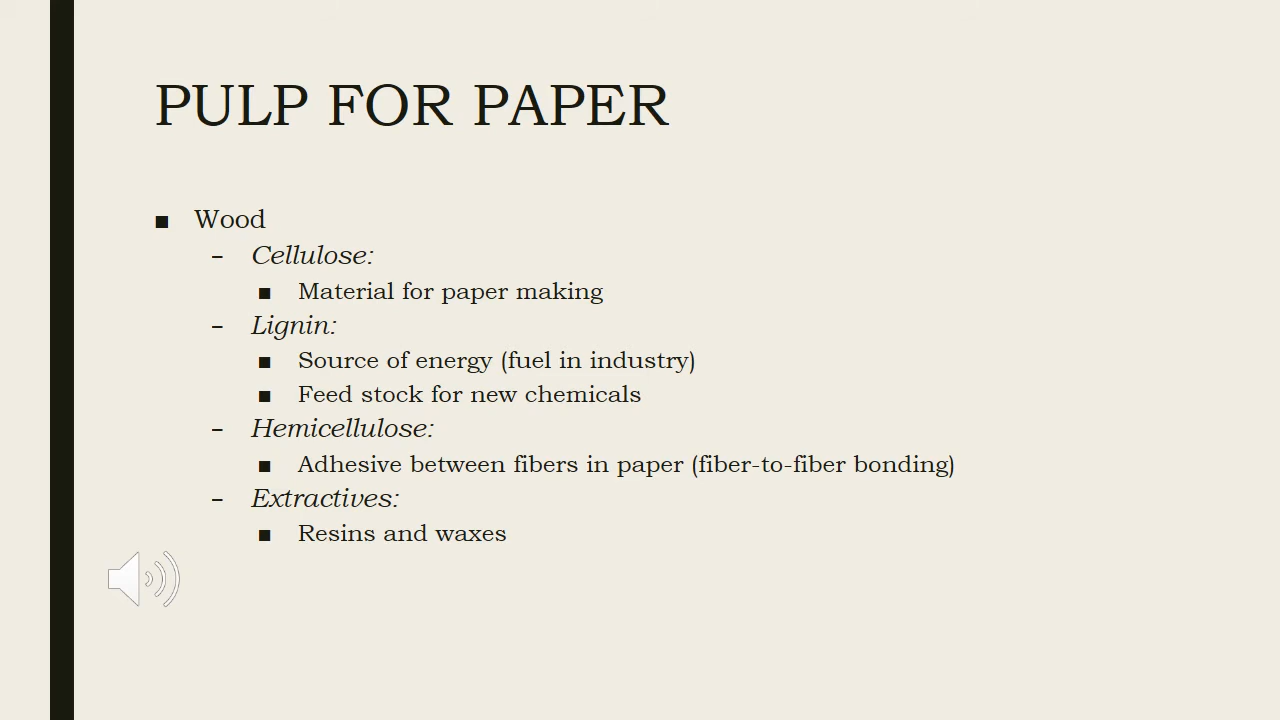 PULP FOR PAPER
■ Wood
– Cellulose:
■ Material for paper making
– Lignin:
■ Source of energy (fuel in industry)
■ Feed stock for new chemicals
– Hemicellulose:
■ Adhesive between fibers in paper (fiber-to-fiber bonding)
– Extractives:
■ Resins and waxes